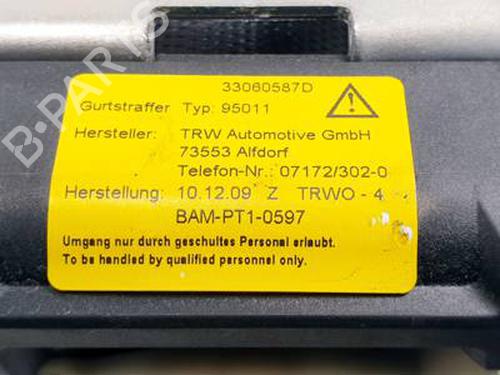 33060587D
Gurtstraffer Typ: 95011
Hersteller: TRW Automotive GmbH
73553 Alfdorf
Telefon-Nr.: 07172/302-0
Herstellung: 10.12.09 Z TRWO - 4
BAM-PT1-0597
Umgang nur durch geschultes Personal erlaubt.
To be handled by qualified personnel only.
B-PARTS